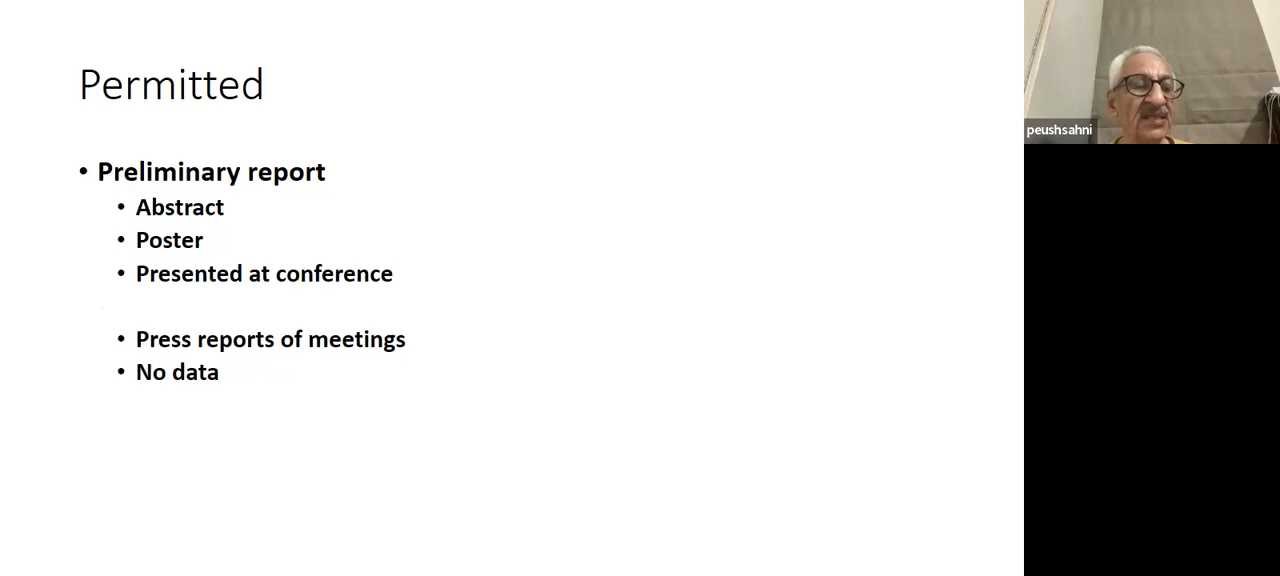 Permitted
• Preliminary report
• Abstract
• Poster
• Presented at conference
• Press reports of meetings
• No data
peushsahni